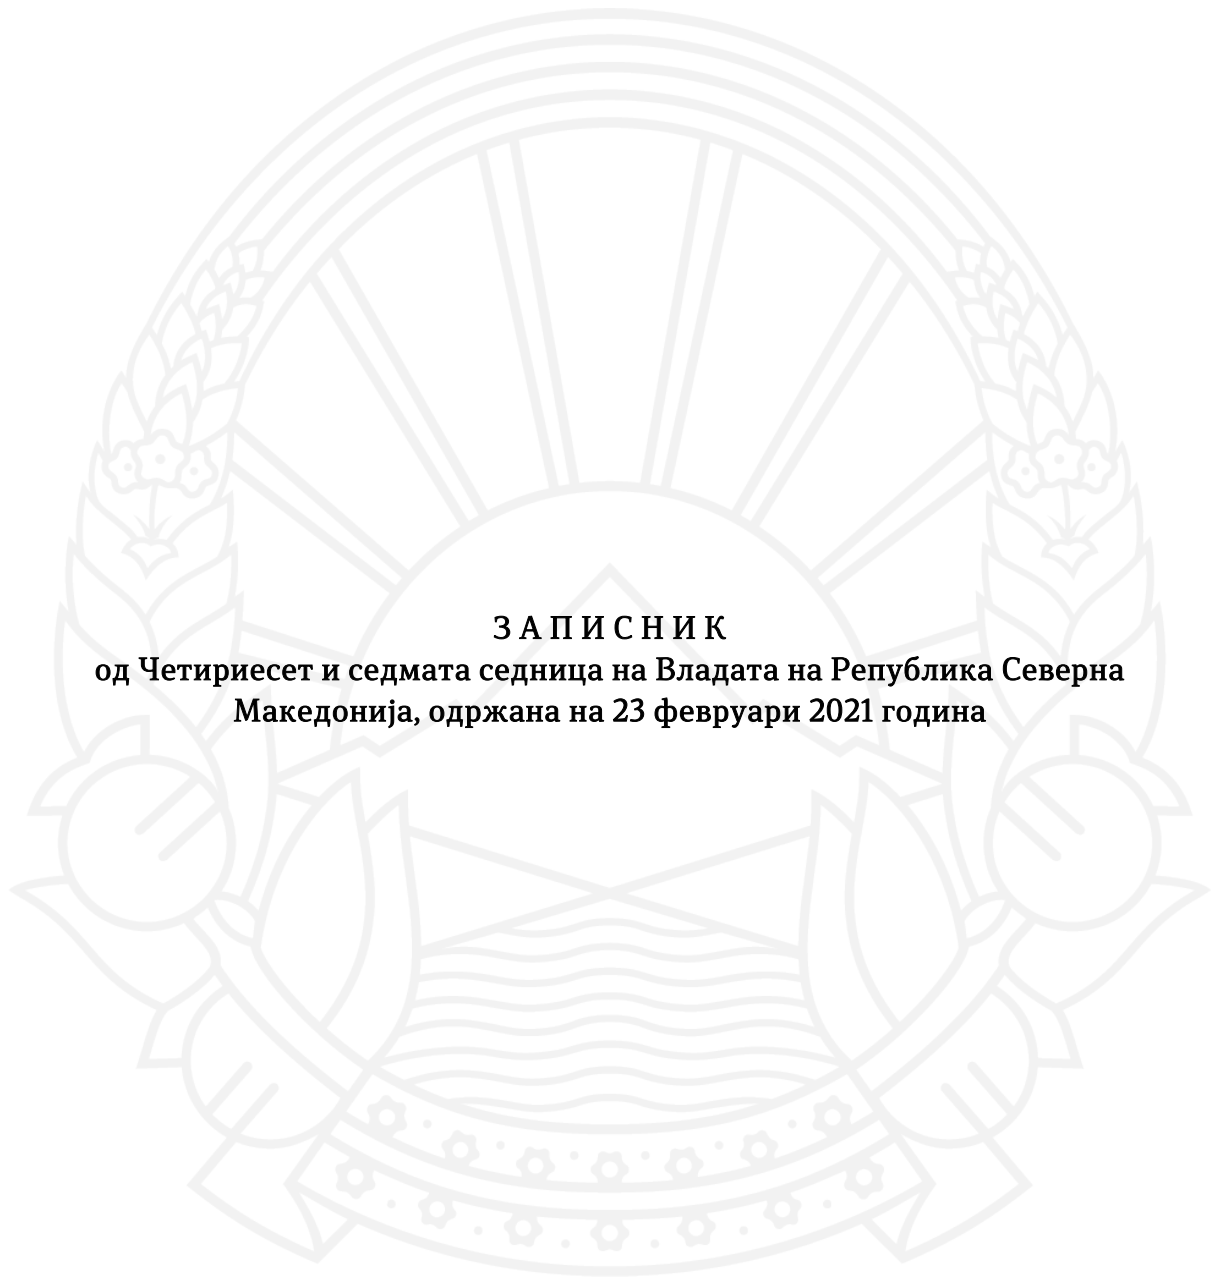 З А П И С Н И К
од Четириесет и седмата седница на Владата на Република Северна
Македонија, одржана на 23 февруари 2021 година